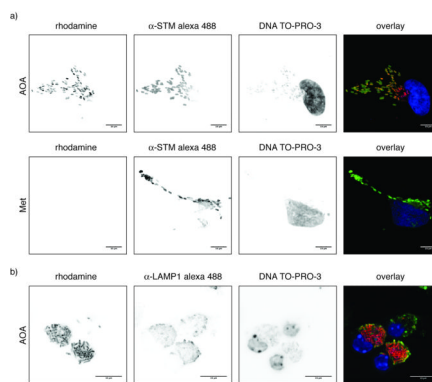 a)
rhodamine α-STM alexa 488 DNA TO-PRO-3 overlay
AOA
Met
rhodamine α-STM alexa 488 DNA TO-PRO-3 overlay
b)
rhodamine α-LAMP1 alexa 488 DNA TO-PRO-3 overlay
AOA